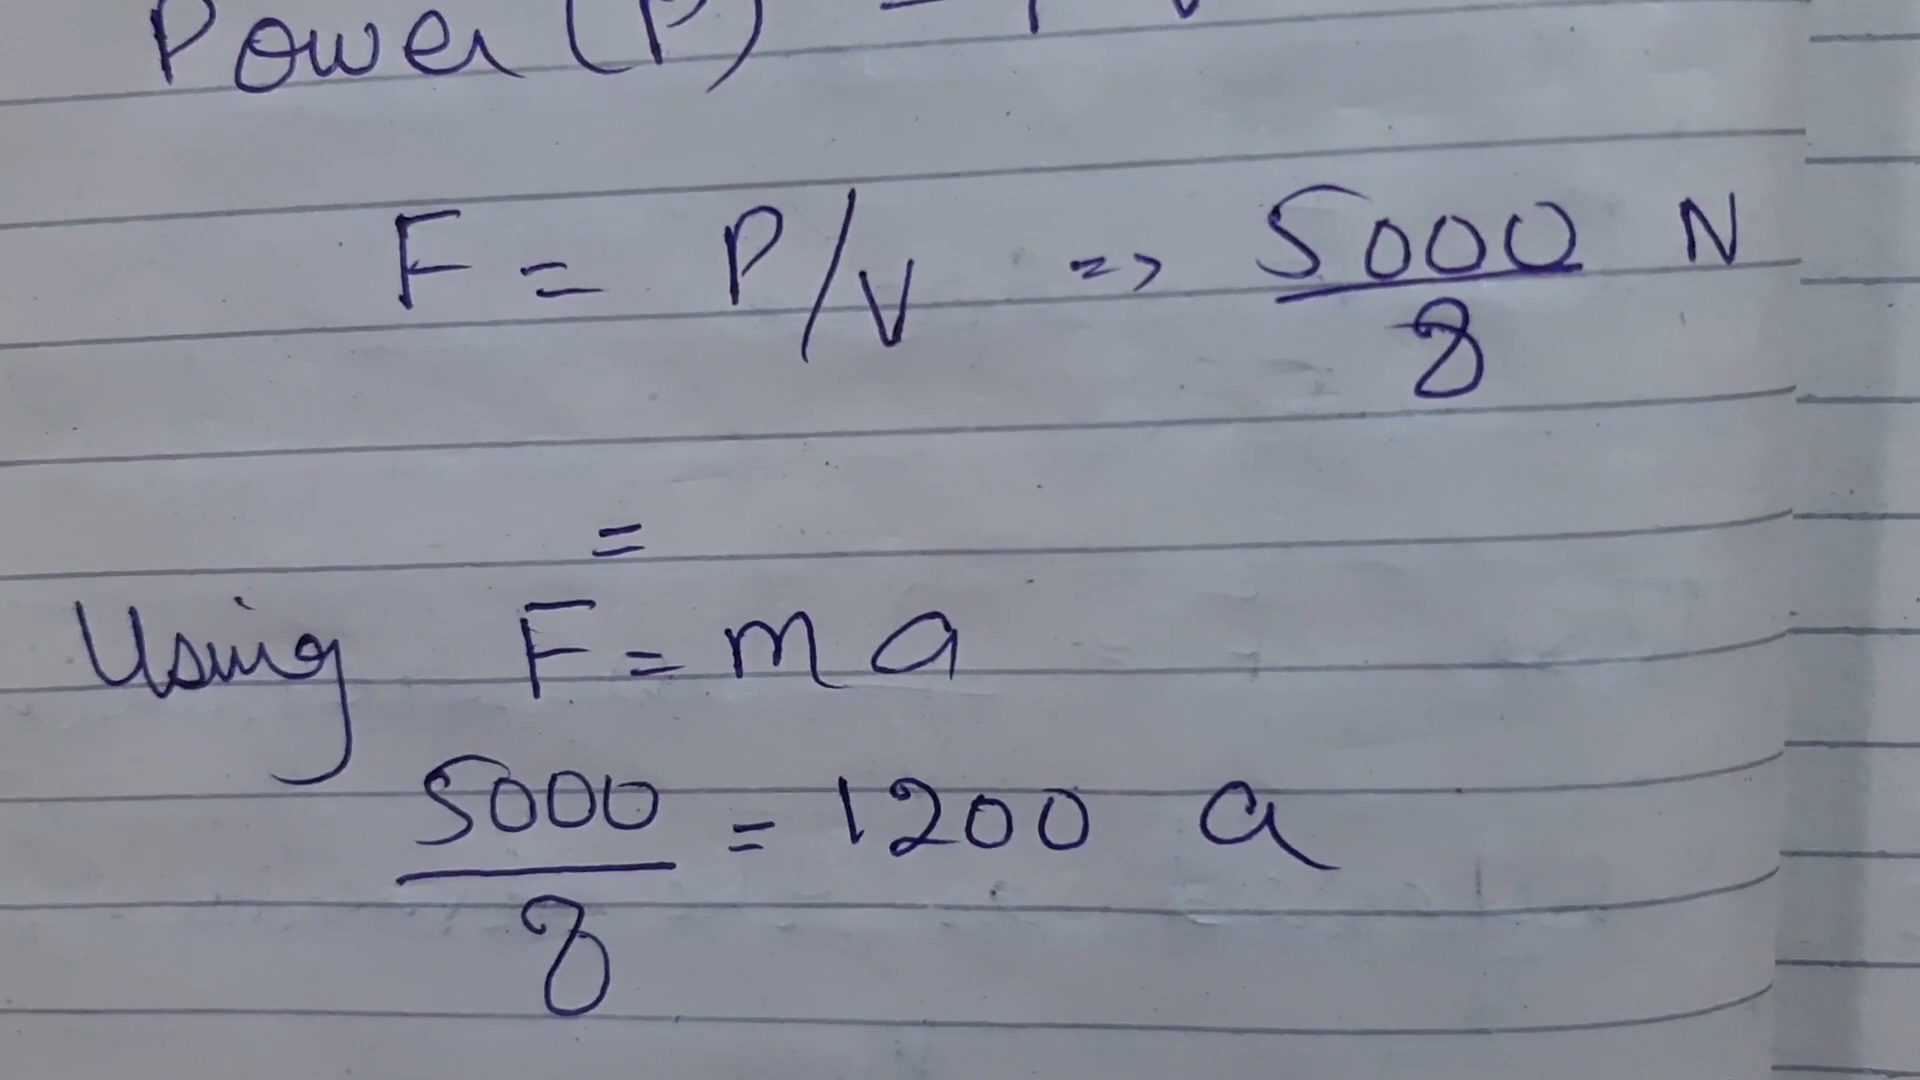 Power (P) =
F = P/V => 5000/8 N
=
Using F = ma
5000/8 = 1200 a